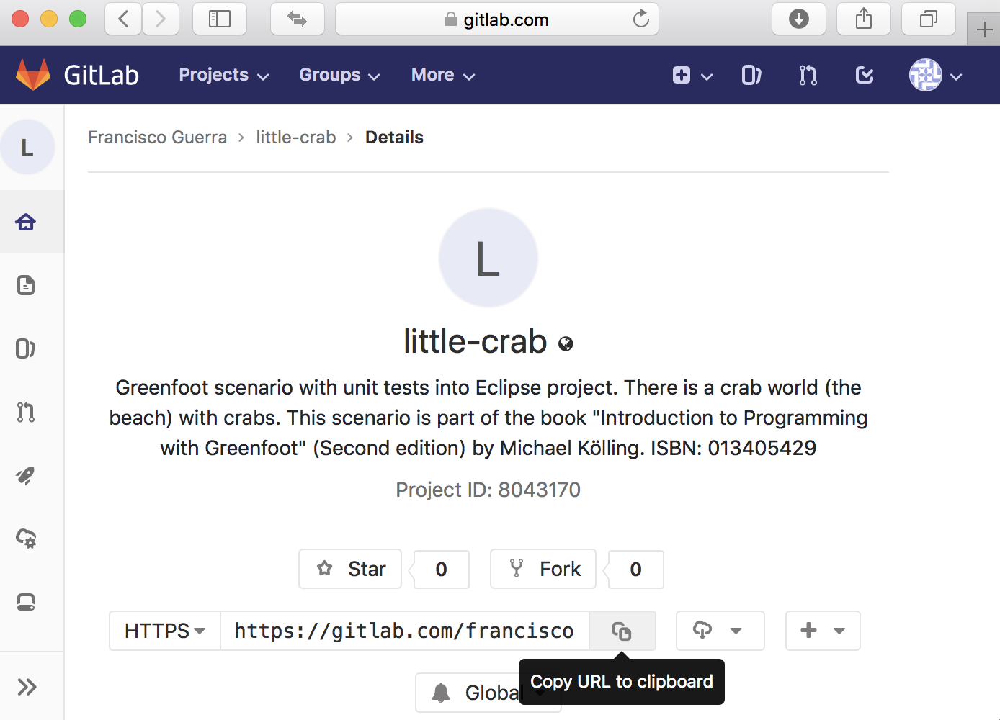 gitlab.com
GitLab Projects Groups More
L
Francisco Guerra › little-crab › Details
L
little-crab
Greenfoot scenario with unit tests into Eclipse project. There is a crab world (the
beach) with crabs. This scenario is part of the book "Introduction to Programming
with Greenfoot" (Second edition) by Michael Kölling. ISBN: 013405429
Project ID: 8043170
Star 0 Fork 0
HTTPS https://gitlab.com/francisco
Copy URL to clipboard
Global